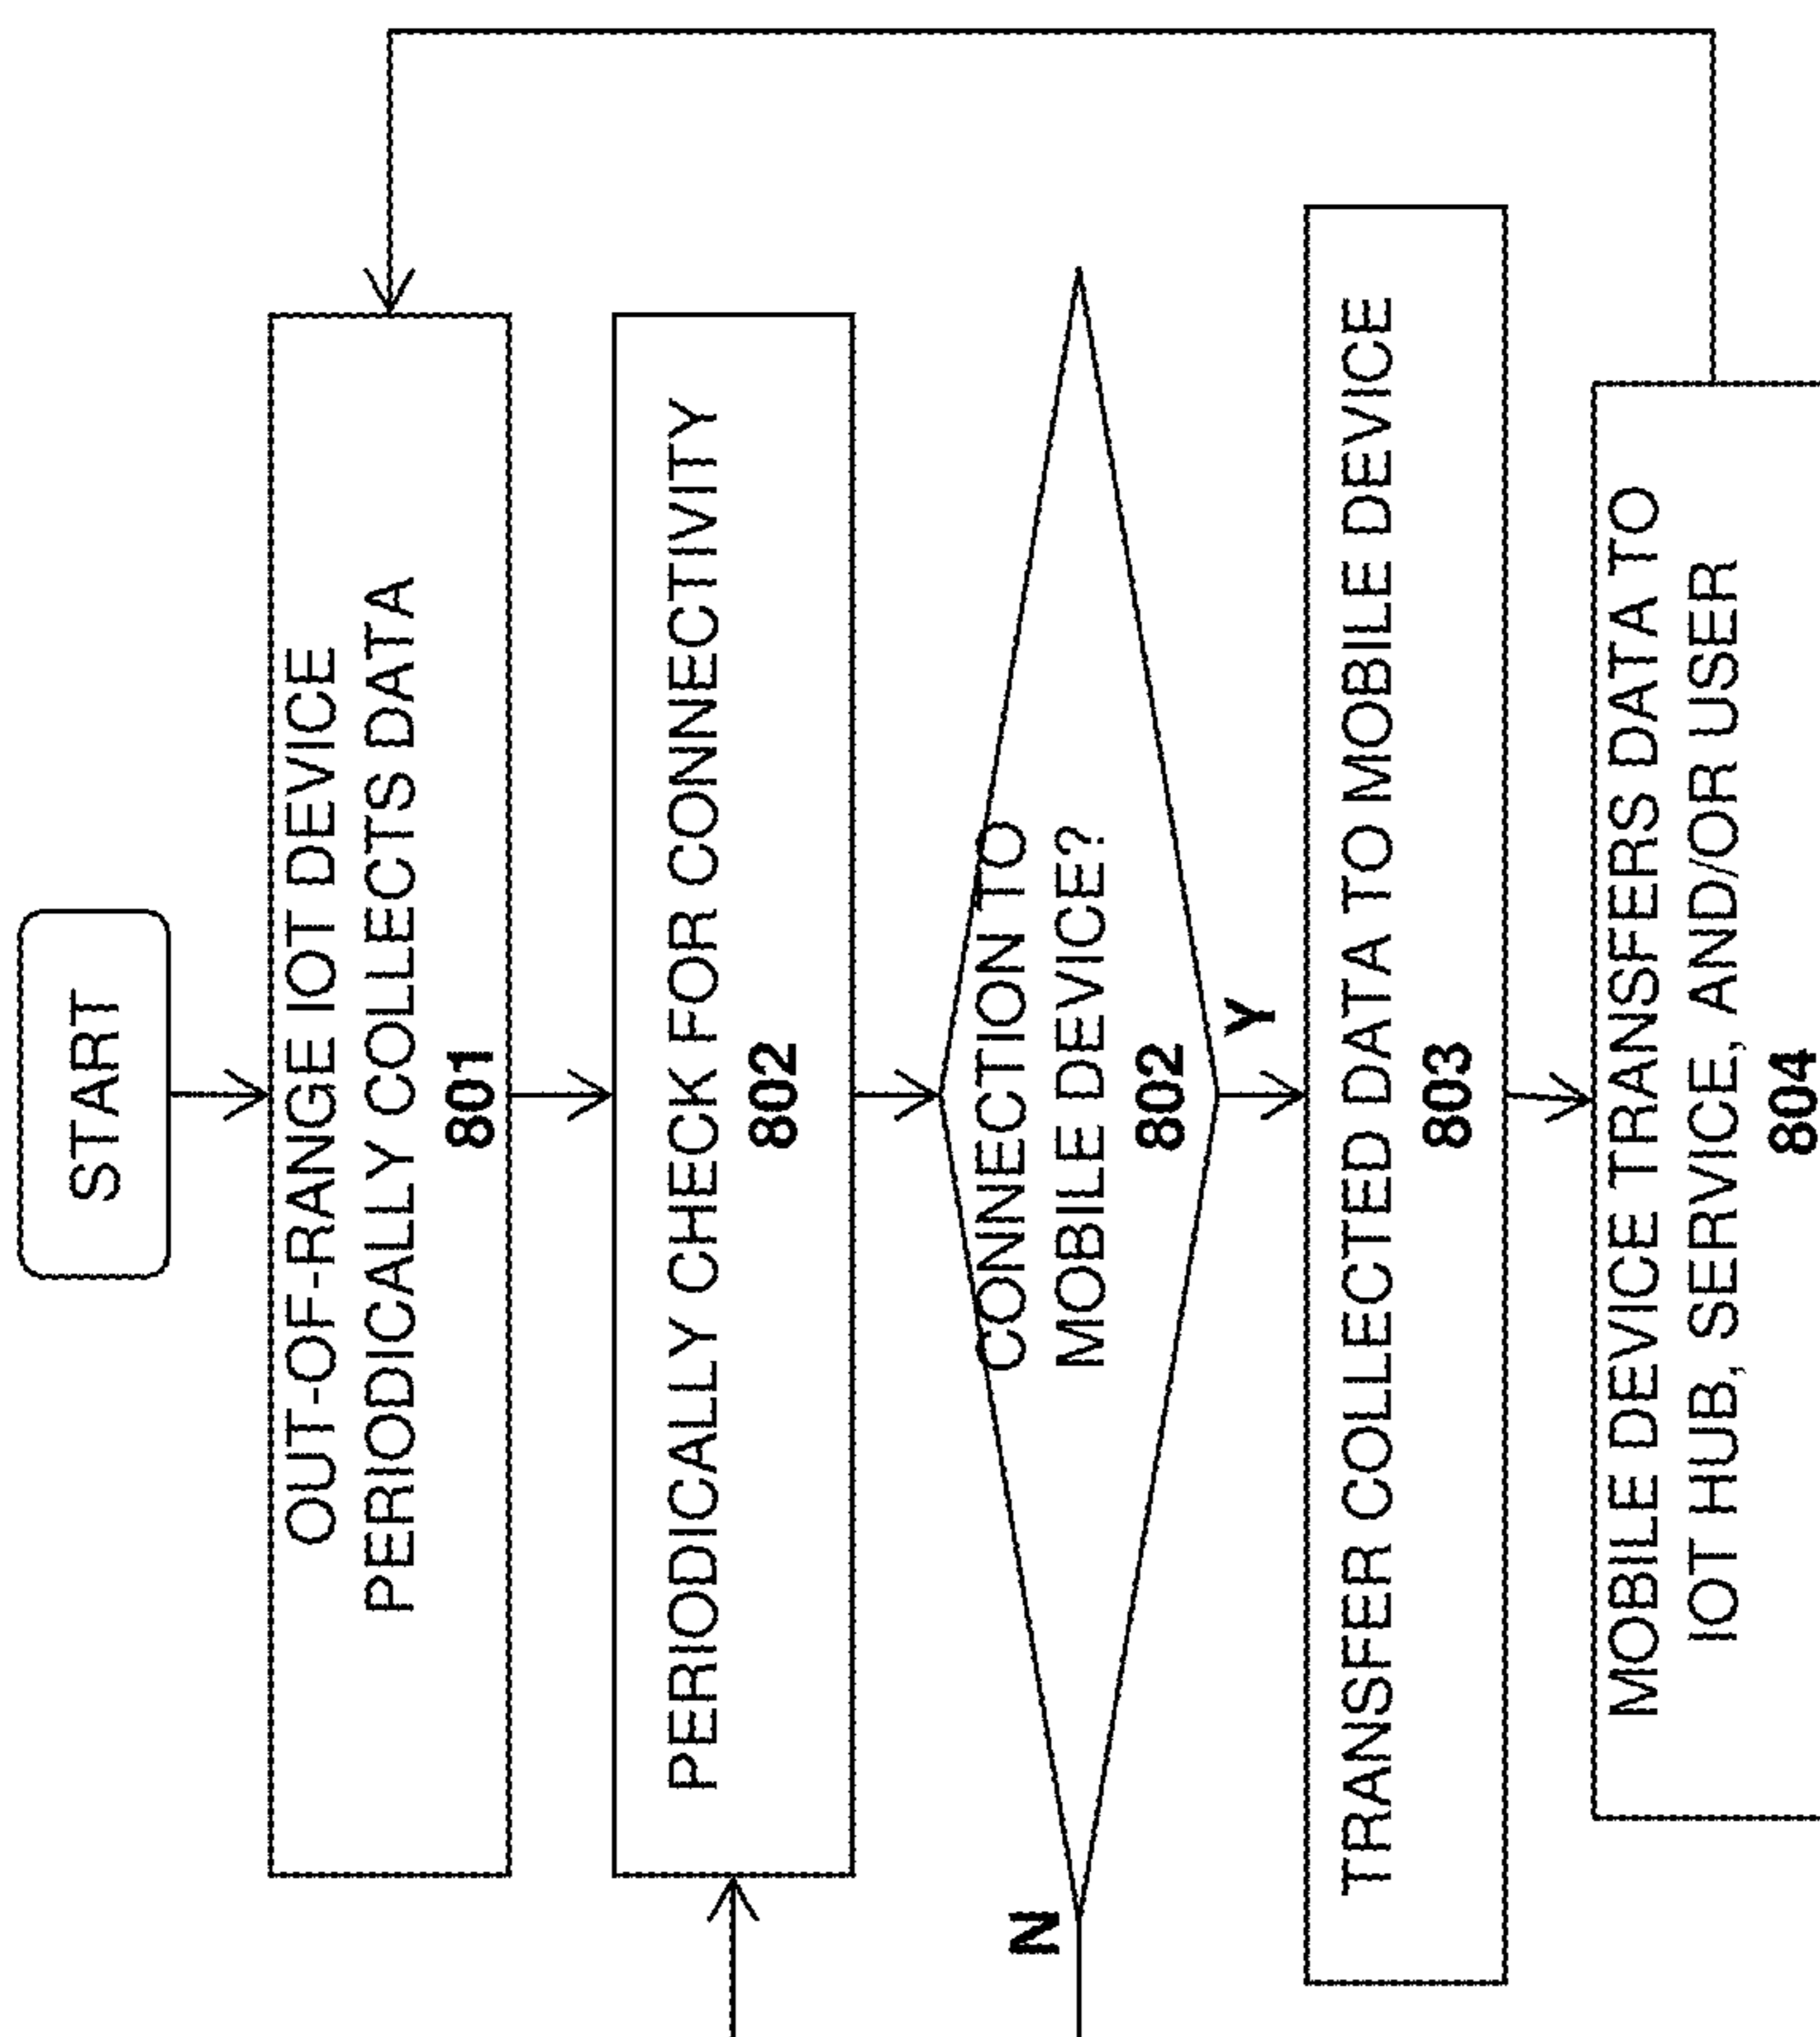 START
OUT-OF-RANGE IOT DEVICE
PERIODICALLY COLLECTS DATA
801
PERIODICALLY CHECK FOR CONNECTIVITY
802
CONNECTION TO
MOBILE DEVICE?
802
N
Y
TRANSFER COLLECTED DATA TO MOBILE DEVICE
803
MOBILE DEVICE TRANSFERS DATA TO
IOT HUB, SERVICE, AND/OR USER
804